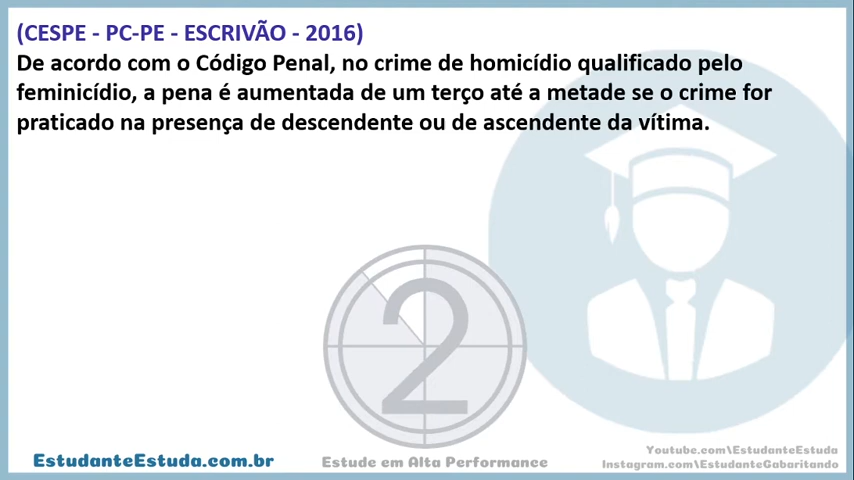 (CESPE - PC-PE - ESCRIVÃO - 2016)
De acordo com o Código Penal, no crime de homicídio qualificado pelo
feminicídio, a pena é aumentada de um terço até a metade se o crime for
praticado na presença de descendente ou de ascendente da vítima.
2
EstudanteEstuda.com.br
Estude em Alta Performance
Youtube.com\EstudanteEstuda
Instagram.com\EstudanteGabaritando